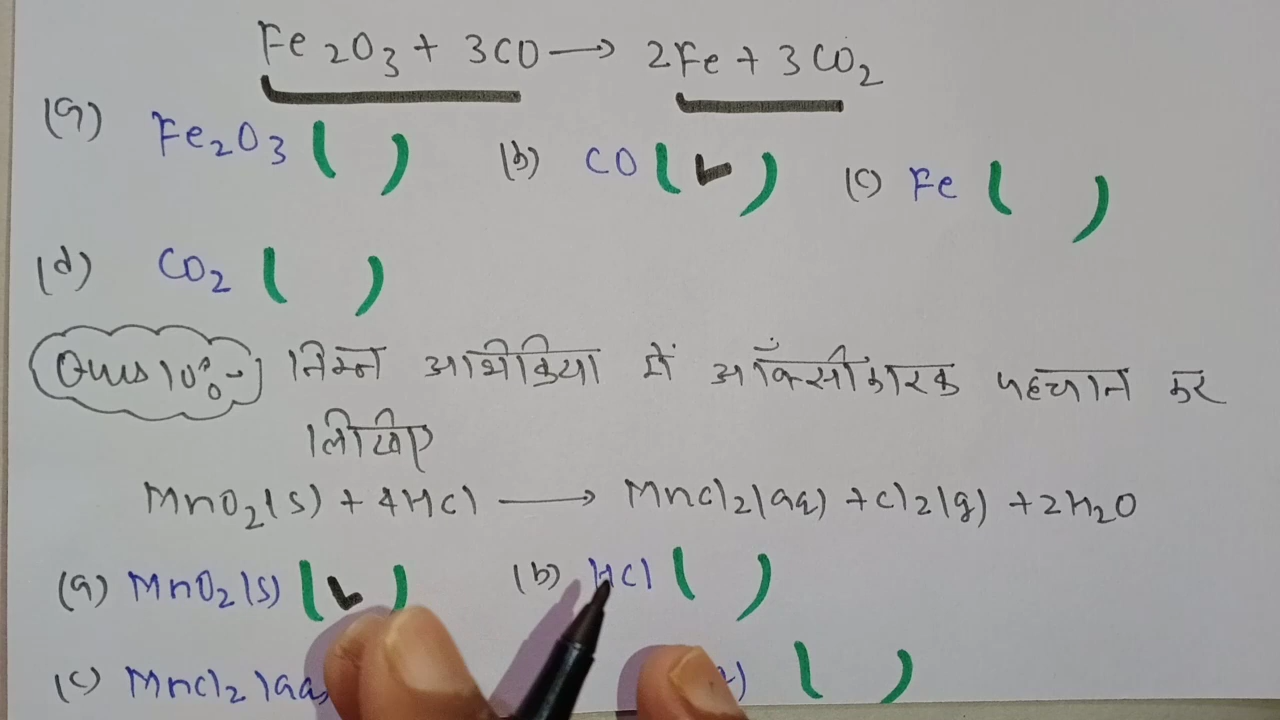 Fe2O3 + 3CO → 2Fe + 3CO2
(a) Fe2O3 ( ) (b) CO (✓) (c) Fe ( )
(d) CO2 ( )
Ques 10%- निम्न अभिक्रिया में ऑक्सीकारक पहचान कर
लिखिए
MnO2(s) + 4HCl → MnCl2(aq) + Cl2(g) + 2H2O
(a) MnO2(s) (✓) (b) HCl ( )
(c) MnCl2(aq) ( )